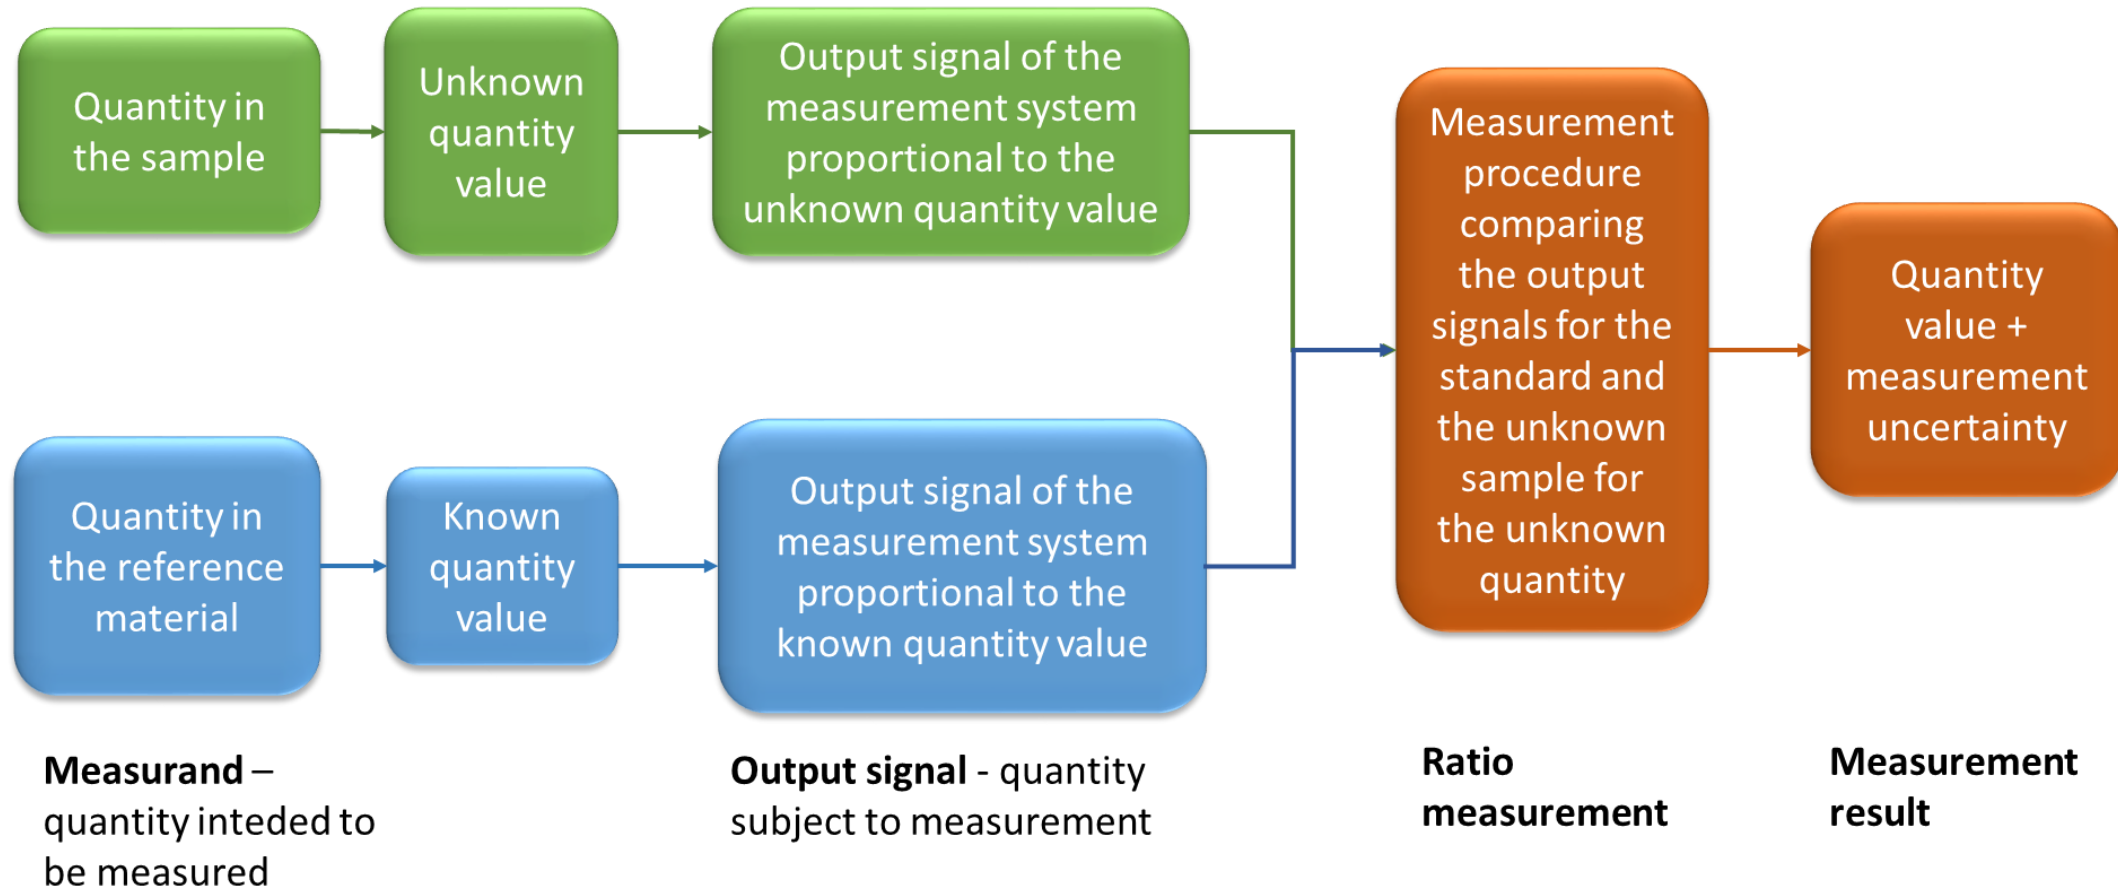 Quantity in
the sample
Unknown
quantity
value
Output signal of the
measurement system
proportional to the
unknown quantity value
Quantity in
the reference
material
Known
quantity
value
Output signal of the
measurement system
proportional to the
known quantity value
Measurement
procedure
comparing
the output
signals for the
standard and
the unknown
sample for
the unknown
quantity
Quantity
value +
measurement
uncertainty
Measurand –
quantity inteded to
be measured
Output signal - quantity
subject to measurement
Ratio
measurement
Measurement
result